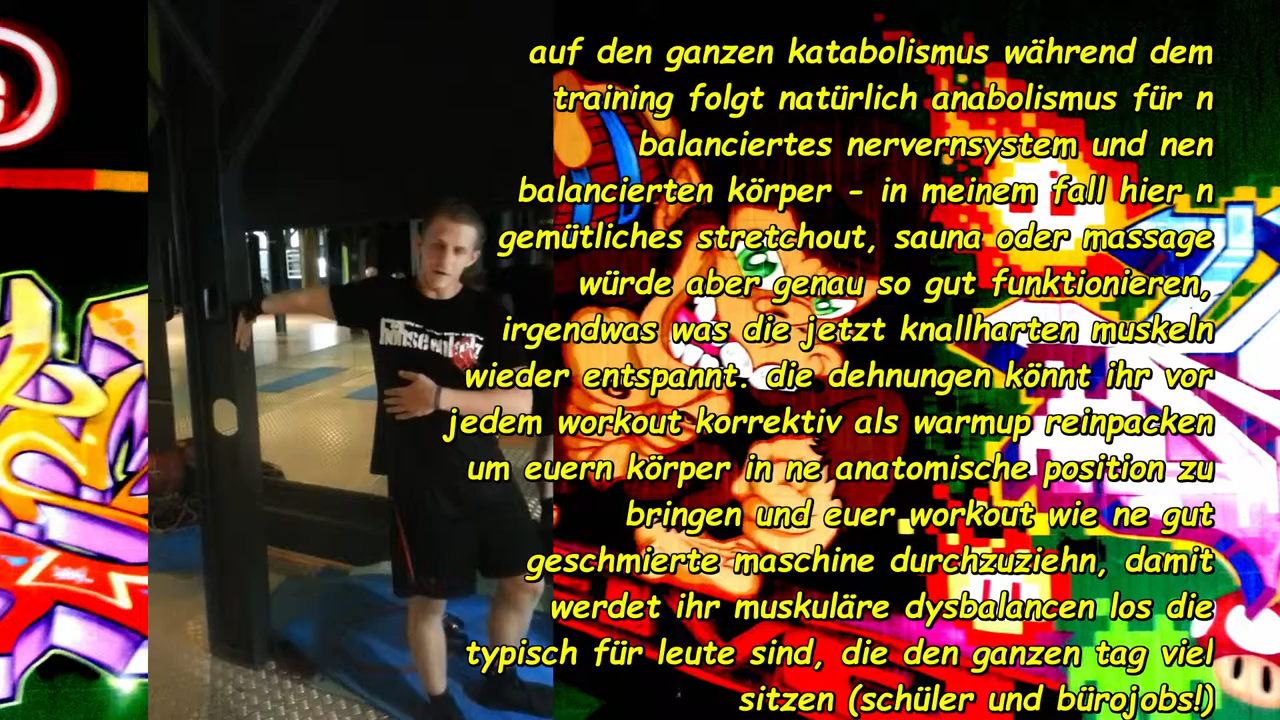 auf den ganzen katabolismus während dem
training folgt natürlich anabolismus für n
balanciertes nervernsystem und nen
balancierten körper - in meinem fall hier n
gemütliches stretchout, sauna oder massage
würde aber genau so gut funktionieren,
irgendwas was die jetzt knallharten muskeln
wieder entspannt. die dehnungen könnt ihr vor
jedem workout korrektiv als warmup reinpacken
um euern körper in ne anatomische position zu
bringen und euer workout wie ne gut
geschmierte maschine durchzuziehn, damit
werdet ihr muskuläre dysbalancen los die
typisch für leute sind, die den ganzen tag viel
sitzen (schüler und bürojobs!)